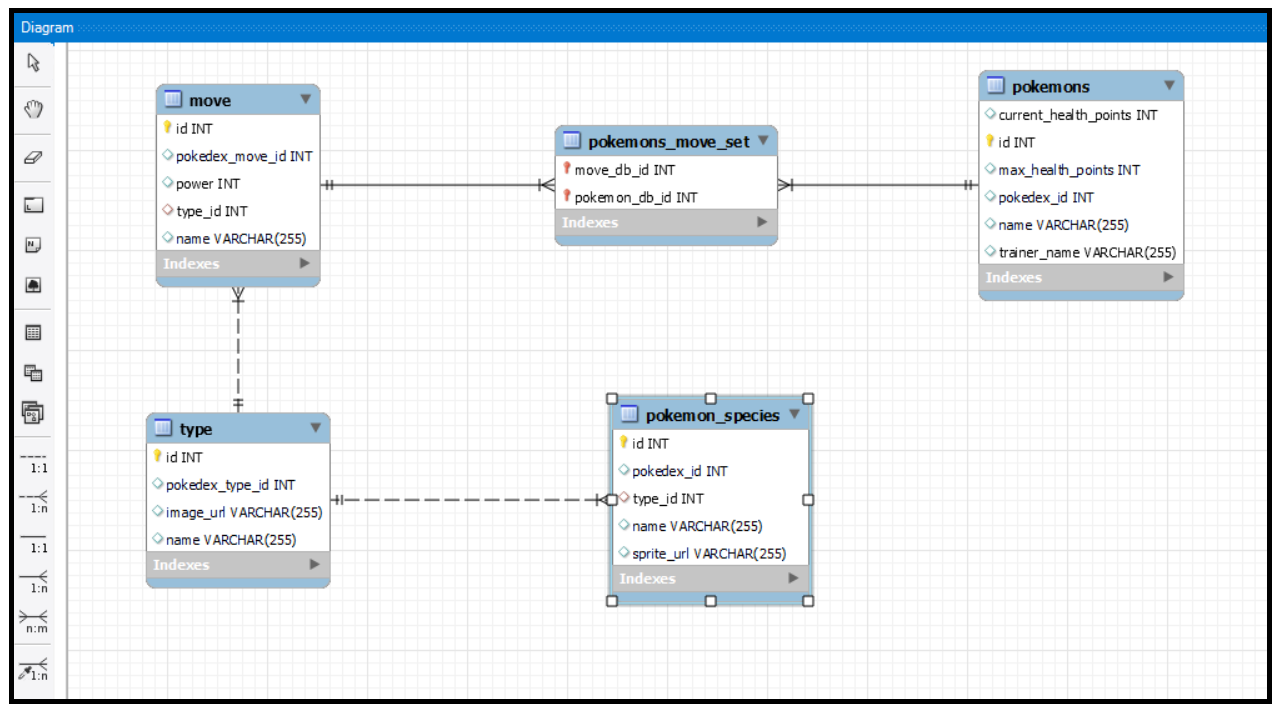 Diagram
move
id INT
pokedex_move_id INT
power INT
type_id INT
name VARCHAR(255)
Indexes
pokemons_move_set
move_db_id INT
pokemon_db_id INT
Indexes
pokemons
current_health_points INT
id INT
max_health_points INT
pokedex_id INT
name VARCHAR(255)
trainer_name VARCHAR(255)
Indexes
type
id INT
pokedex_type_id INT
image_url VARCHAR(255)
name VARCHAR(255)
Indexes
pokemon_species
id INT
pokedex_id INT
type_id INT
name VARCHAR(255)
sprite_url VARCHAR(255)
Indexes
1:1
1:n
1:1
1:n
n:m
1:n